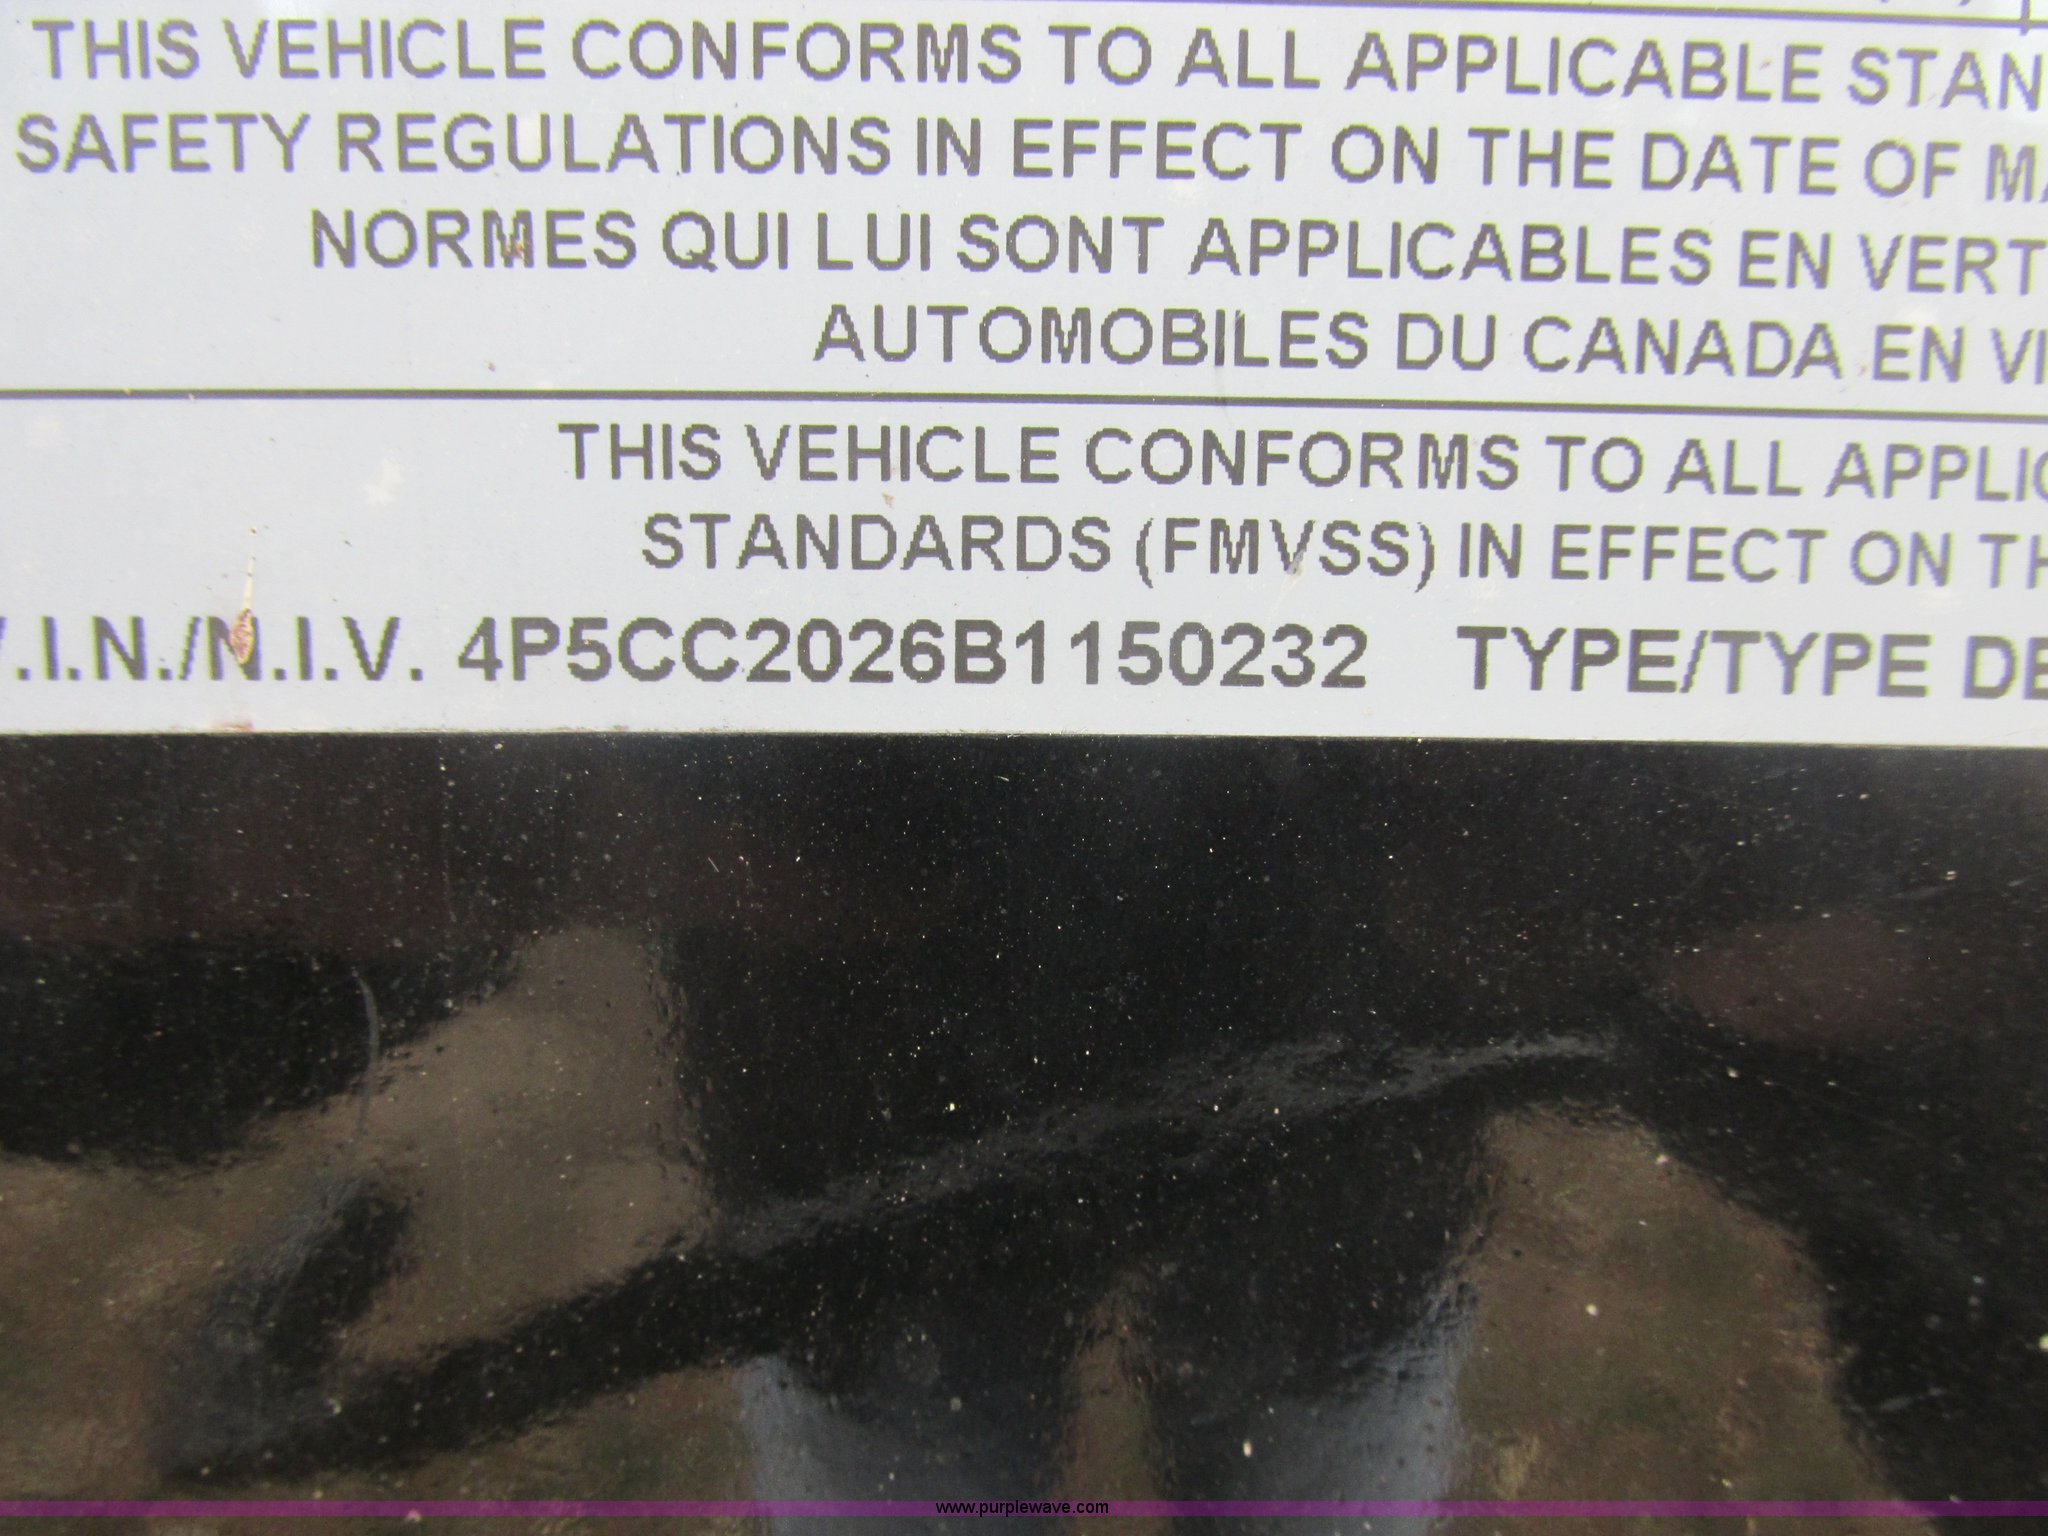 THIS VEHICLE CONFORMS TO ALL APPLICABLE STAN
SAFETY REGULATIONS IN EFFECT ON THE DATE OF MA
NORMES QUI LUI SONT APPLICABLES EN VERT
AUTOMOBILES DU CANADA EN VI
THIS VEHICLE CONFORMS TO ALL APPLIC
STANDARDS (FMVSS) IN EFFECT ON TH
V.I.N./N.I.V. 4P5CC2026B1150232 TYPE/TYPE DE
www.purplewave.com